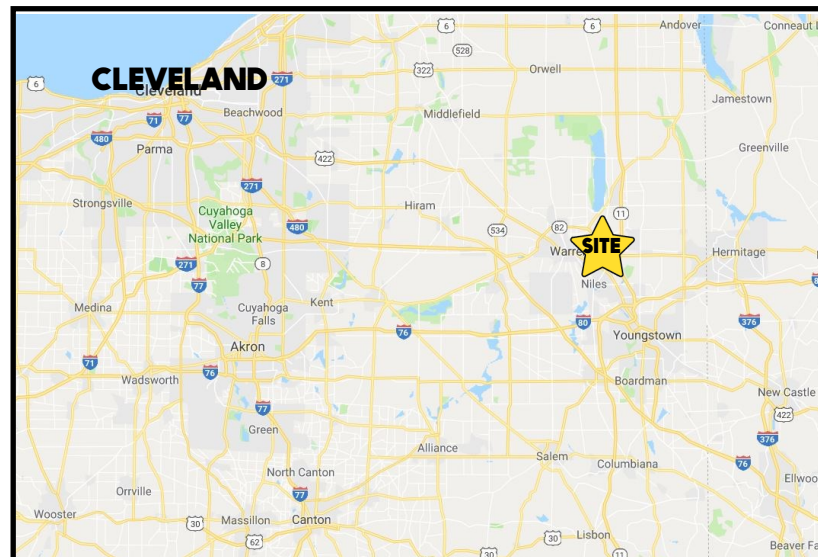 6
6
Andover
Conneaut L
528
CLEVELAND
322
Orwell
271
6
Cleveland
Jamestown
Beachwood
Middlefield
71
77
480
Parma
Greenville
422
271
Strongsville
Hiram
Cuyahoga
Valley
National Park
480
534
82
11
SITE
Warre
Hermitage
271
8
77
Niles
Medina
Cuyahoga
Falls
Kent
76
80
376
Youngstown
Akron
71
76
Wadsworth
Boardman
77
New Castle
422
Green
376
Alliance
Salem
Columbiana
76
North Canton
Ellwoo
77
Orrville
Wooster
30
Massillon
Canton
62
30
Lisbon
30
11
Beaver Fa